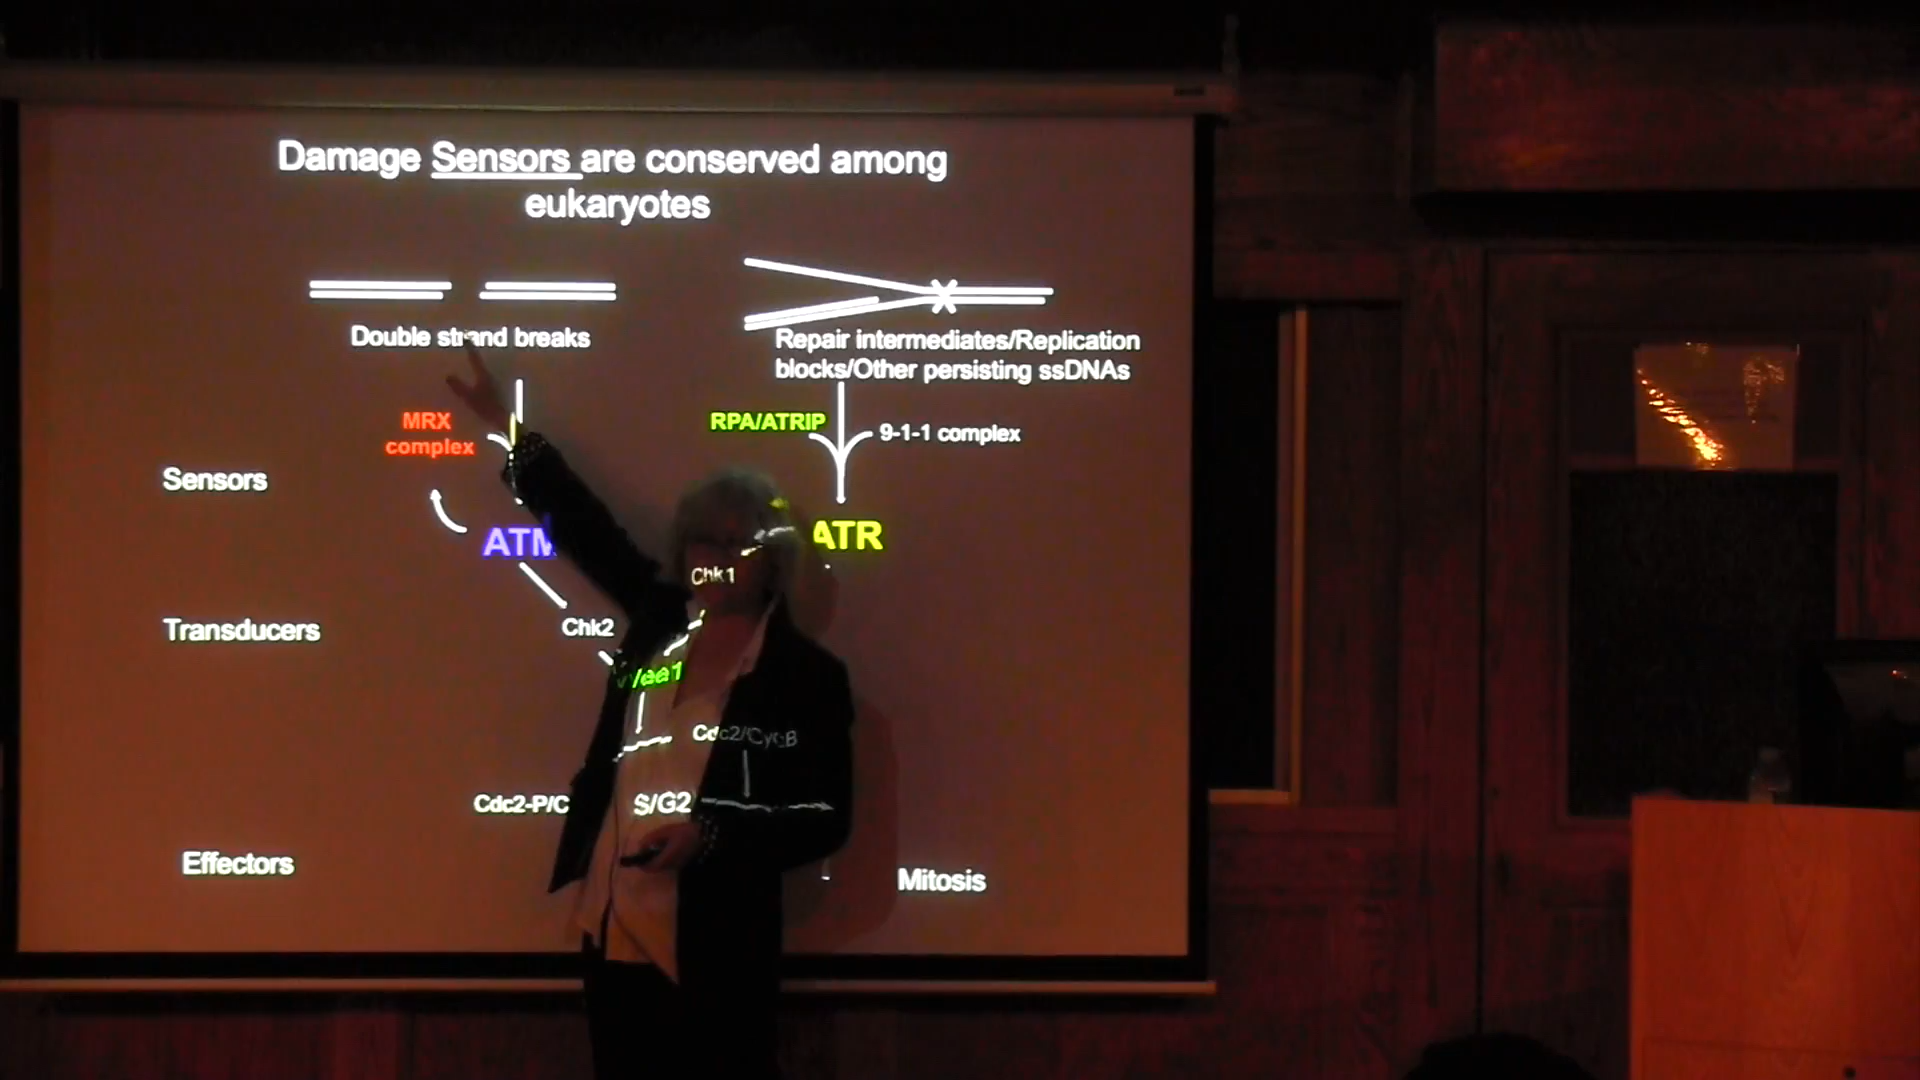 Damage Sensors are conserved among
eukaryotes
Double strand breaks
Repair intermediates/Replication
blocks/Other persisting ssDNAs
MRX
complex
RPA/ATRIP
9-1-1 complex
Sensors
ATM
ATR
Chk1
Transducers
Chk2
Wee1
Cdc2/CycB
Cdc2-P/C
S/G2
Effectors
Mitosis